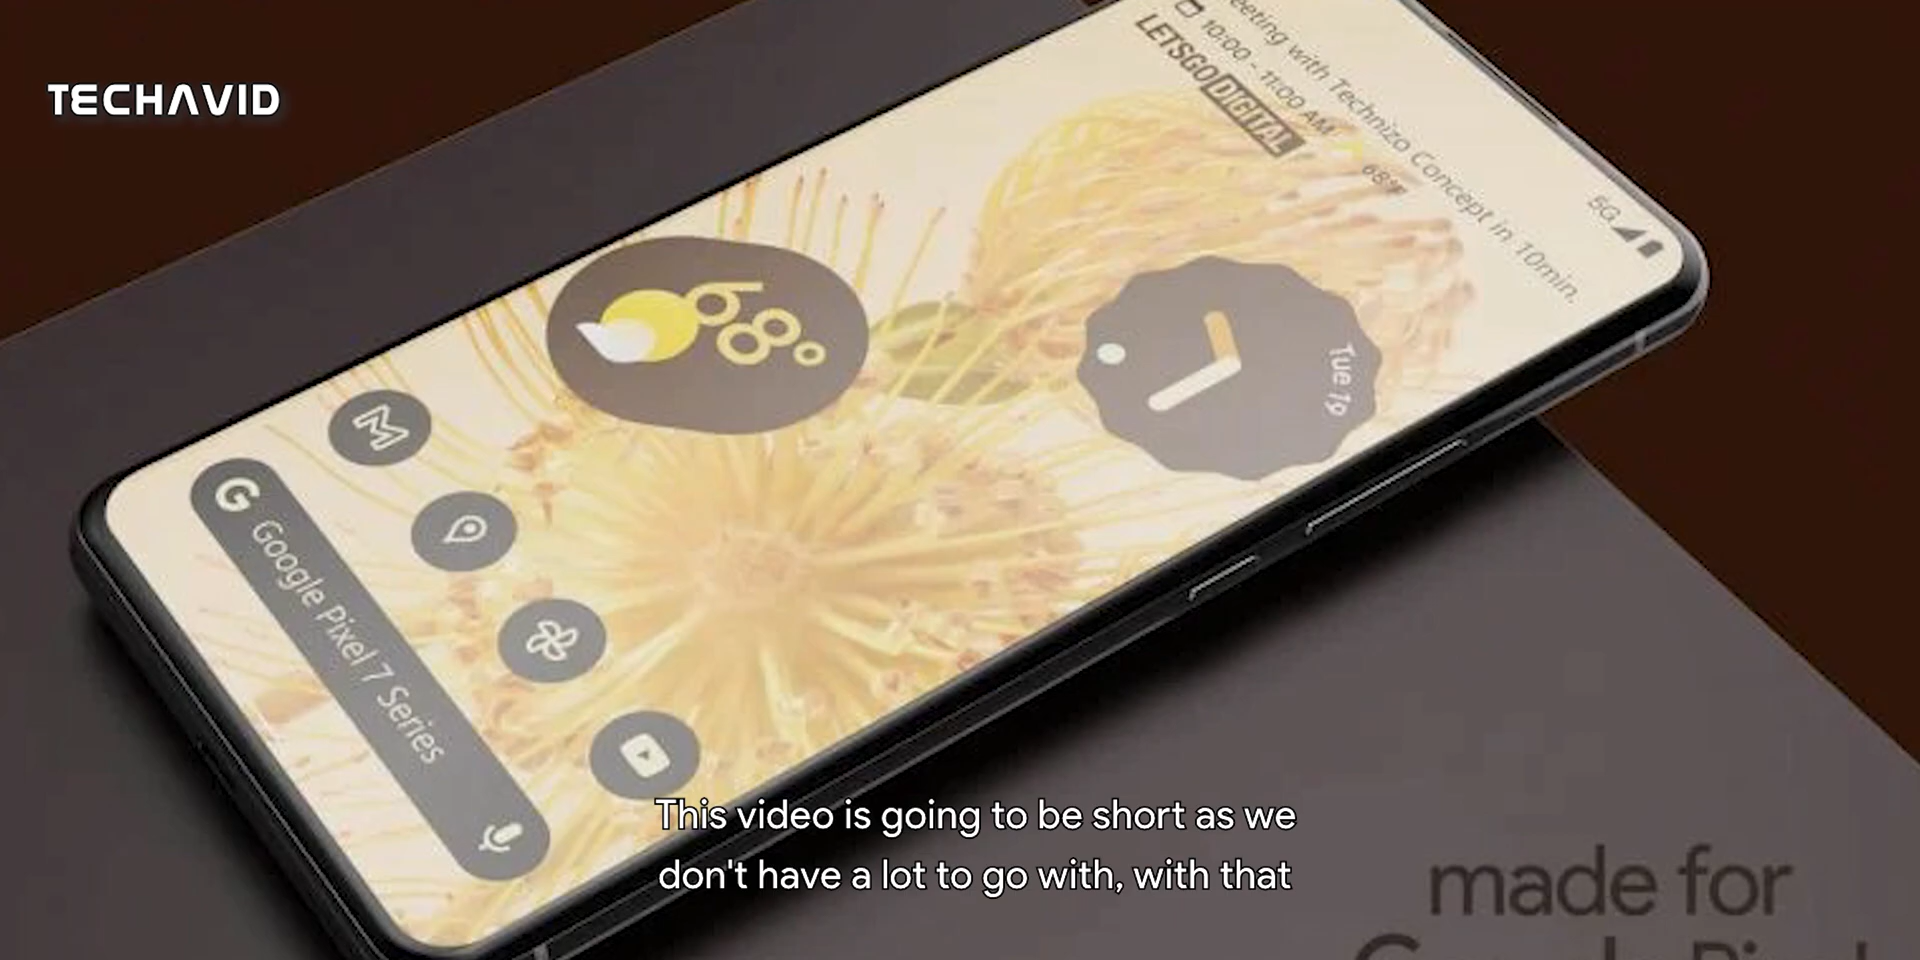 TECHAVID
eeting with Technizo Concept in 10min.
10:00 - 11:00 AM
68°F
LETSGODIGITAL
5G
68°
Tue 19
G Google Pixel 7 Series
This video is going to be short as we
don't have a lot to go with, with that
made for